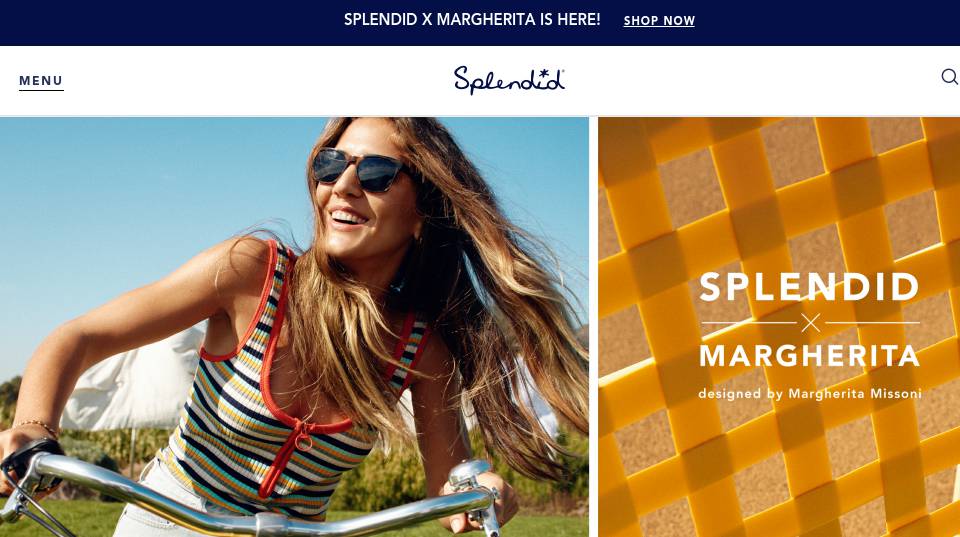 SPLENDID X MARGHERITA IS HERE! SHOP NOW
MENU
Splendid
SPLENDID
X
MARGHERITA
designed by Margherita Missoni